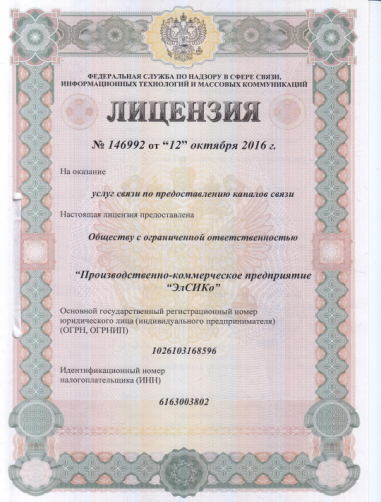 ФЕДЕРАЛЬНАЯ СЛУЖБА ПО НАДЗОРУ В СФЕРЕ СВЯЗИ,
ИНФОРМАЦИОННЫХ ТЕХНОЛОГИЙ И МАССОВЫХ КОММУНИКАЦИЙ
ЛИЦЕНЗИЯ
№ 146992 от “12” октября 2016 г.
На оказание
услуг связи по предоставлению каналов связи
Настоящая лицензия предоставлена
Обществу с ограниченной ответственностью
“Производственно-коммерческое предприятие
“ЭлСИКо”
Основной государственный регистрационный номер
юридического лица (индивидуального предпринимателя)
(ОГРН, ОГРНИП)
1026103168596
Идентификационный номер
налогоплательщика (ИНН)
6163003802